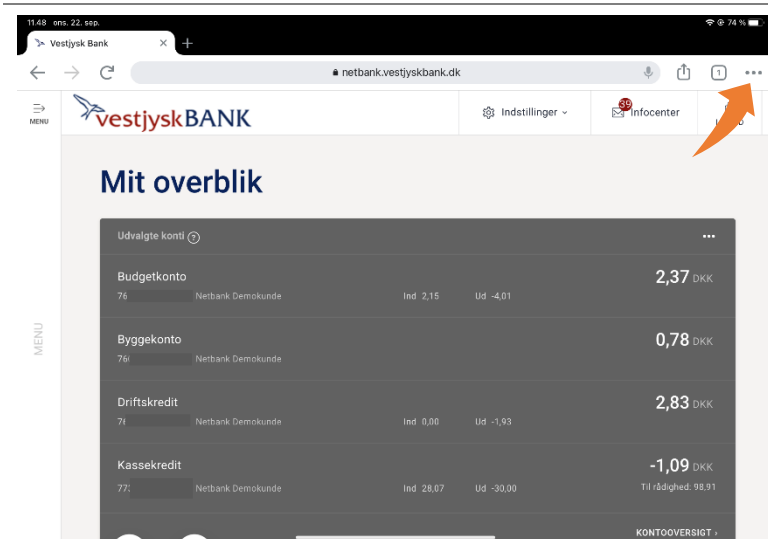 11.48 ons. 22. sep.
74 %
Vestjysk Bank
netbank.vestjyskbank.dk
1
MENU
vestjyskBANK
Indstillinger
39
Infocenter
Mit overblik
Udvalgte konti ?
Budgetkonto
2,37 DKK
76
Netbank Demokunde
Ind 2,15
Ud -4,01
Byggekonto
0,78 DKK
Netbank Demokunde
MENU
Driftskredit
2,83 DKK
Netbank Demokunde
Ind 0,00
Ud -1,93
Kassekredit
-1,09 DKK
Netbank Demokunde
Ind 28,07
Ud -30,00
Til rådighed: 98,91
KONTOOVERSIGT